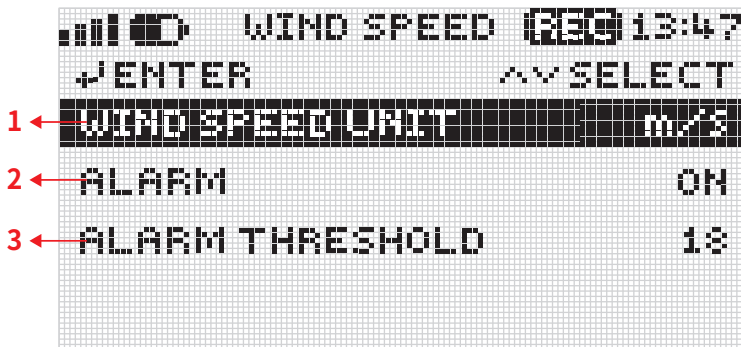 WIND SPEED REC 13:47
↵ENTER ∧∨SELECT
1 WIND SPEED UNIT m/S
2 ALARM ON
3 ALARM THRESHOLD 18